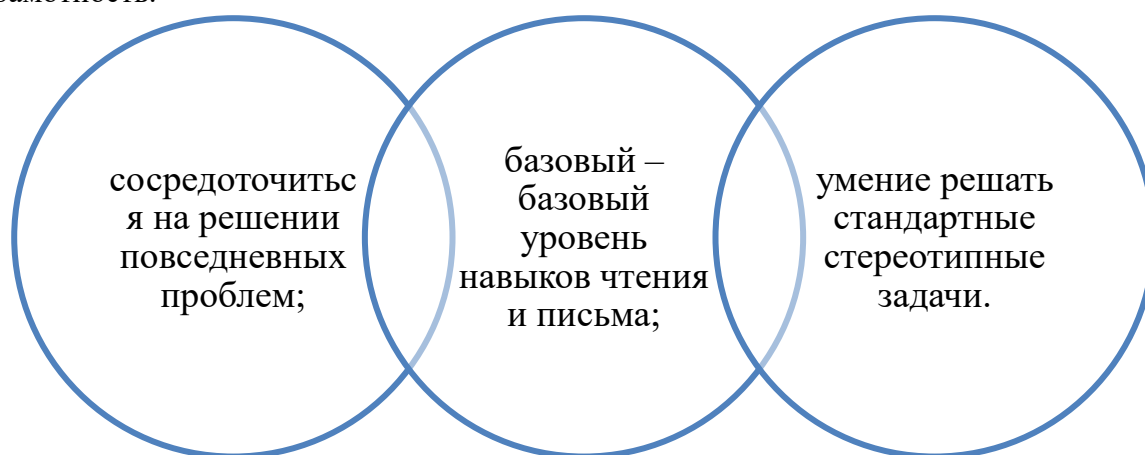 сосредоточитьс
я на решении
повседневных
проблем;
базовый –
базовый
уровень
навыков чтения
и письма;
умение решать
стандартные
стереотипные
задачи.